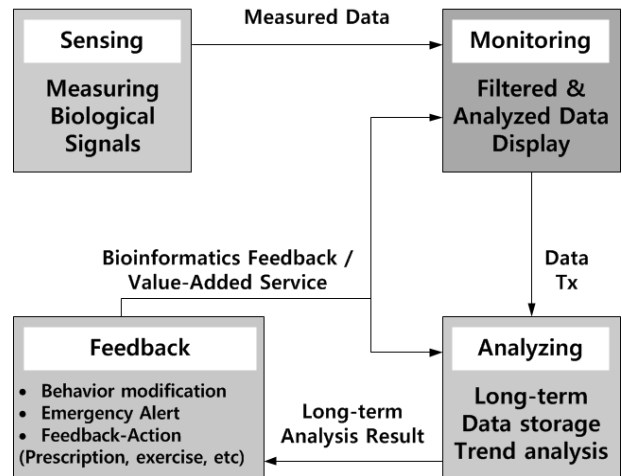 Sensing
Measuring
Biological
Signals
Measured Data
Monitoring
Filtered &
Analyzed Data
Display
Bioinformatics Feedback /
Value-Added Service
Data
Tx
Feedback
• Behavior modification
• Emergency Alert
• Feedback-Action
(Prescription, exercise, etc)
Long-term
Analysis Result
Analyzing
Long-term
Data storage
Trend analysis